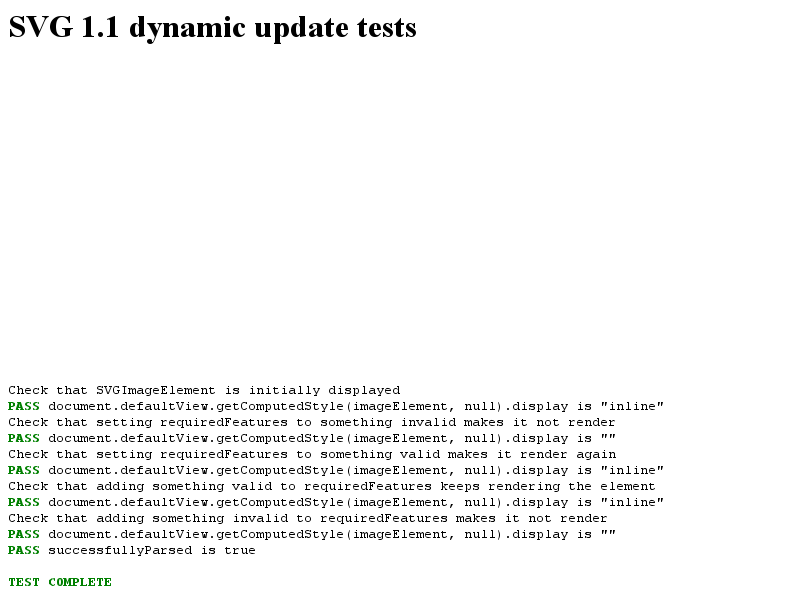 SVG 1.1 dynamic update tests
Check that SVGImageElement is initially displayed
PASS document.defaultView.getComputedStyle(imageElement, null).display is "inline"
Check that setting requiredFeatures to something invalid makes it not render
PASS document.defaultView.getComputedStyle(imageElement, null).display is ""
Check that setting requiredFeatures to something valid makes it render again
PASS document.defaultView.getComputedStyle(imageElement, null).display is "inline"
Check that adding something valid to requiredFeatures keeps rendering the element
PASS document.defaultView.getComputedStyle(imageElement, null).display is "inline"
Check that adding something invalid to requiredFeatures makes it not render
PASS document.defaultView.getComputedStyle(imageElement, null).display is ""
PASS successfullyParsed is true
TEST COMPLETE